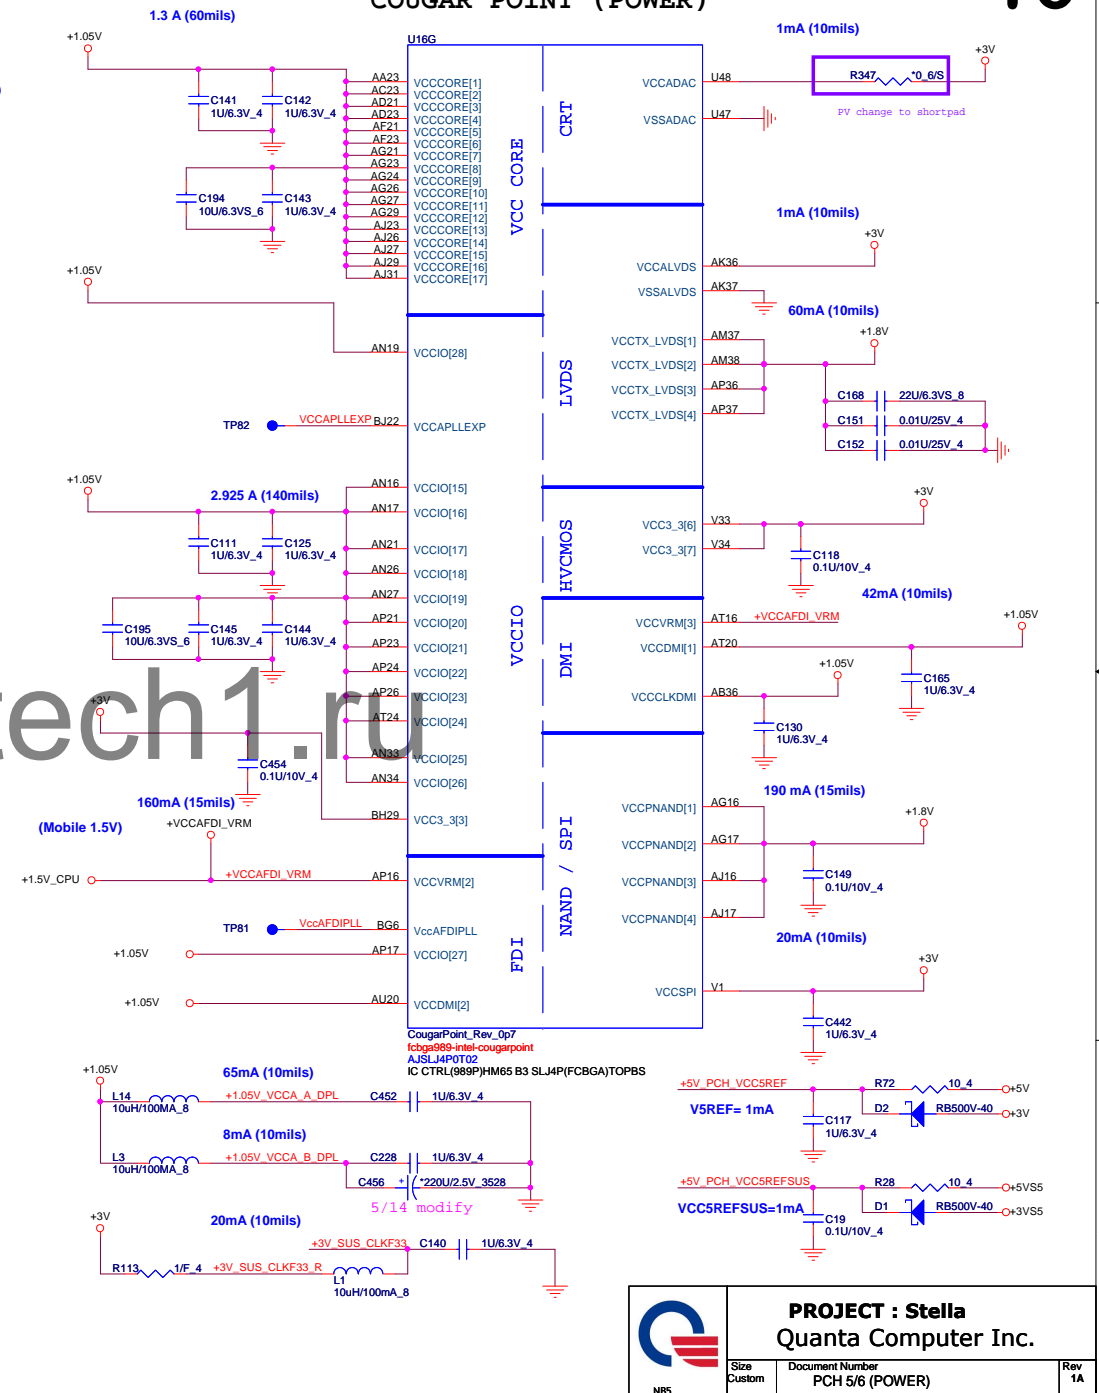 COUGAR POINT (POWER)
1.3 A (60mils)
+1.05V
C141
1U/6.3V_4
C142
1U/6.3V_4
C194
10U/6.3VS_6
C143
1U/6.3V_4
+1.05V
U16G
AA23 VCCCORE[1]
AC23 VCCCORE[2]
AD21 VCCCORE[3]
AD23 VCCCORE[4]
AF21 VCCCORE[5]
AF23 VCCCORE[6]
AG21 VCCCORE[7]
AG23 VCCCORE[8]
AG24 VCCCORE[9]
AG26 VCCCORE[10]
AG27 VCCCORE[11]
AG29 VCCCORE[12]
AJ23 VCCCORE[13]
AJ26 VCCCORE[14]
AJ27 VCCCORE[15]
AJ29 VCCCORE[16]
AJ31 VCCCORE[17]
VCC CORE
AN19 VCCIO[28]
TP82 VCCAPLLEXP BJ22 VCCAPLLEXP
+1.05V
2.925 A (140mils)
C111
1U/6.3V_4
C125
1U/6.3V_4
C195
10U/6.3VS_6
C145
1U/6.3V_4
C144
1U/6.3V_4
AN16 VCCIO[15]
AN17 VCCIO[16]
AN21 VCCIO[17]
AN26 VCCIO[18]
AN27 VCCIO[19]
AP21 VCCIO[20]
AP23 VCCIO[21]
AP24 VCCIO[22]
AP26 VCCIO[23]
AT24 VCCIO[24]
AN33 VCCIO[25]
AN34 VCCIO[26]
VCCIO
tech1.ru
+3V
C454
0.1U/10V_4
BH29 VCC3_3[3]
160mA (15mils)
(Mobile 1.5V)
+VCCAFDI_VRM
+1.5V_CPU +VCCAFDI_VRM AP16 VCCVRM[2]
TP81 VccAFDIPLL BG6 VccAFDIPLL
+1.05V AP17 VCCIO[27]
+1.05V AU20 VCCDMI[2]
FDI
CRT
1mA (10mils)
VCCADAC U48
R347 *0_6/S
+3V
PV change to shortpad
VSSADAC U47
LVDS
1mA (10mils)
+3V
VCCALVDS AK36
VSSALVDS AK37
60mA (10mils)
+1.8V
VCCTX_LVDS[1] AM37
VCCTX_LVDS[2] AM38
VCCTX_LVDS[3] AP36
VCCTX_LVDS[4] AP37
C168 22U/6.3VS_8
C151 0.01U/25V_4
C152 0.01U/25V_4
HVCMOS
+3V
VCC3_3[6] V33
VCC3_3[7] V34
C118
0.1U/10V_4
DMI
42mA (10mils)
VCCVRM[3] AT16 +VCCAFDI_VRM
+1.05V
VCCDMI[1] AT20
C165
1U/6.3V_4
+1.05V
VCCCLKDMI AB36
C130
1U/6.3V_4
NAND / SPI
190 mA (15mils)
+1.8V
VCCPNAND[1] AG16
VCCPNAND[2] AG17
VCCPNAND[3] AJ16
VCCPNAND[4] AJ17
C149
0.1U/10V_4
20mA (10mils)
+3V
VCCSPI V1
C442
1U/6.3V_4
CougarPoint_Rev_0p7
fcbga989-intel-cougarpoint
AJSLJ4P0T02
IC CTRL(989P)HM65 B3 SLJ4P(FCBGA)TOPBS
+1.05V
65mA (10mils)
L14
10uH/100MA_8
+1.05V_VCCA_A_DPL C452 1U/6.3V_4
8mA (10mils)
L3
10uH/100MA_8
+1.05V_VCCA_B_DPL C228 1U/6.3V_4
C456 + *220U/2.5V_3528
5/14 modify
+3V
20mA (10mils)
+3V_SUS_CLKF33 C140 1U/6.3V_4
R113 1/F_4 +3V_SUS_CLKF33_R
L1
10uH/100mA_8
+5V_PCH_VCC5REF
V5REF= 1mA
R72 10_4 +5V
D2 RB500V-40 +3V
C117
1U/6.3V_4
+5V_PCH_VCC5REFSUS
VCC5REFSUS=1mA
R28 10_4 +5VS5
D1 RB500V-40 +3VS5
C19
0.1U/10V_4
PROJECT : Stella
Quanta Computer Inc.
Size
Custom
Document Number
PCH 5/6 (POWER)
Rev
1A
NB5